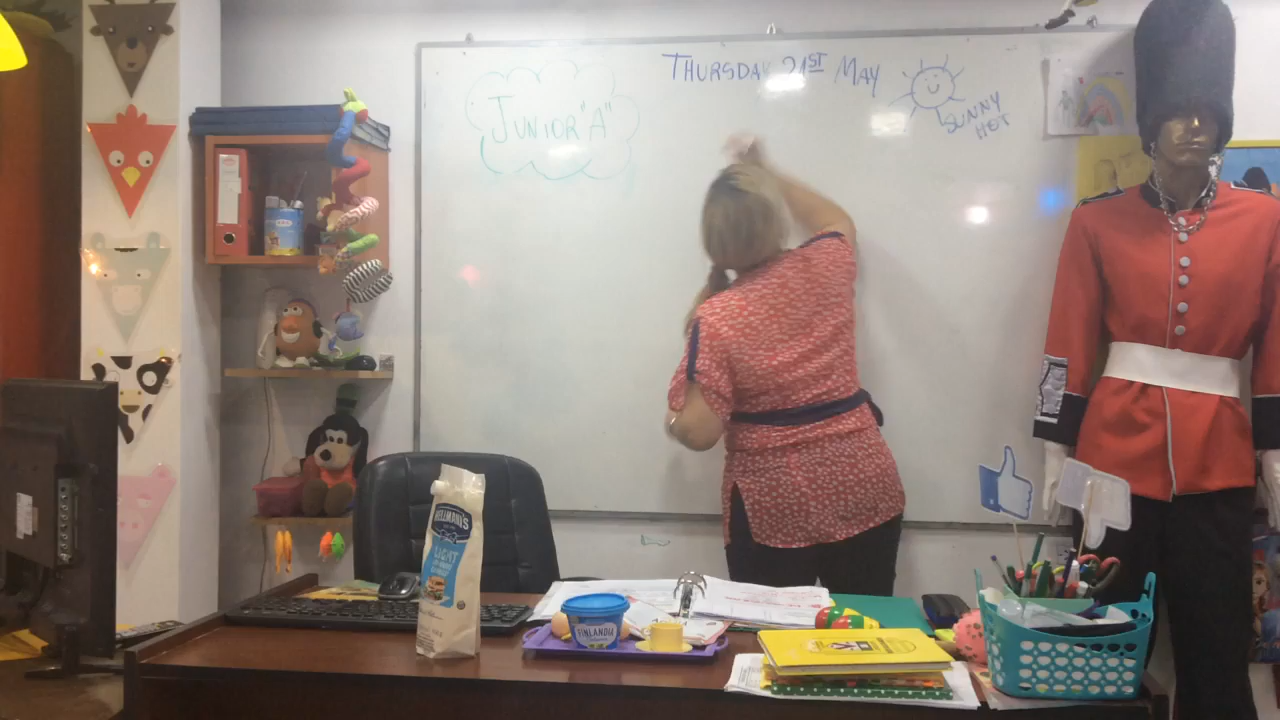 THURSDAY 21ST MAY
JUNIOR "A"
SUNNY
HOT
HELLMANN'S
LIGHT
FINLANDIA